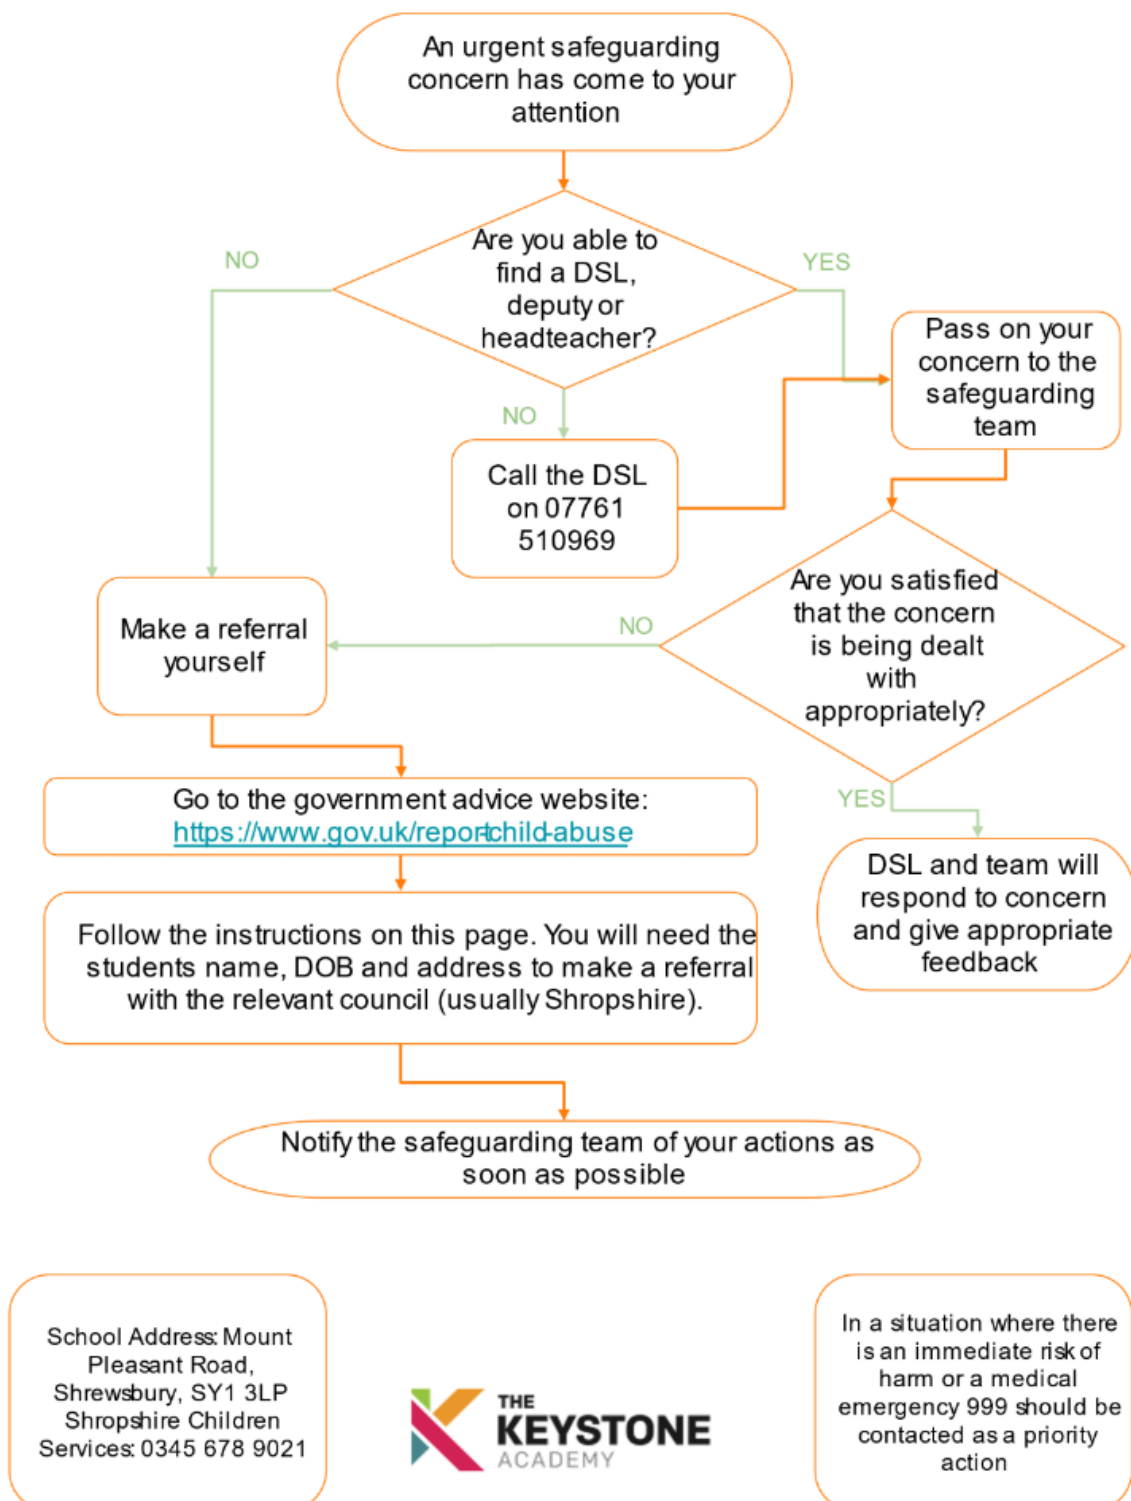 An urgent safeguarding
concern has come to your
attention
Are you able to
find a DSL,
deputy or
headteacher?
NO
YES
Pass on your
concern to the
safeguarding
team
NO
Call the DSL
on 07761
510969
Are you satisfied
that the concern
is being dealt
with
appropriately?
NO
Make a referral
yourself
YES
Go to the government advice website:
https://www.gov.uk/report-child-abuse
DSL and team will
respond to concern
and give appropriate
feedback
Follow the instructions on this page. You will need the
students name, DOB and address to make a referral
with the relevant council (usually Shropshire).
Notify the safeguarding team of your actions as
soon as possible
School Address: Mount
Pleasant Road,
Shrewsbury, SY1 3LP
Shropshire Children
Services: 0345 678 9021
THE
KEYSTONE
ACADEMY
In a situation where there
is an immediate risk of
harm or a medical
emergency 999 should be
contacted as a priority
action